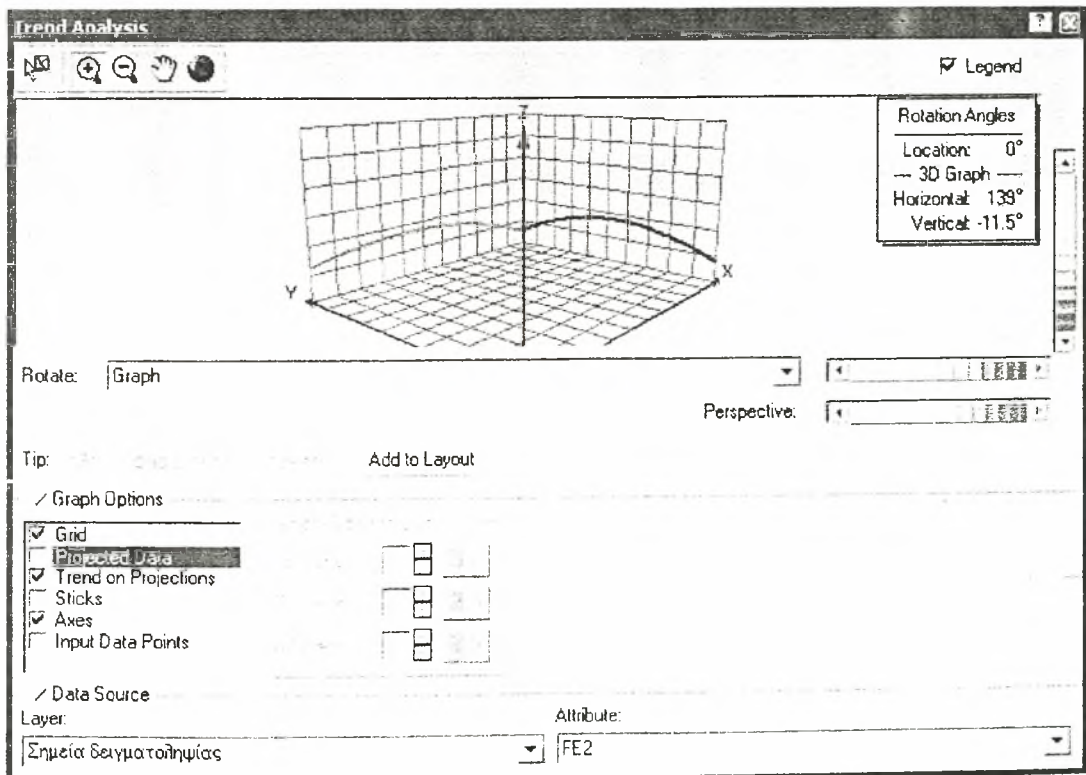 Trend Analysis
Legend
Z
Rotation Angles
Location: 0°
3D Graph
Horizontal: 139°
Vertical: -11.5°
Y
X
Rotate: Graph
Perspective:
Tip:
Add to Layout
Graph Options
Grid
Projected Data
Trend on Projections
Sticks
Axes
Input Data Points
Data Source
Layer:
Attribute:
Σημεία δειγματοληψίας
FE2